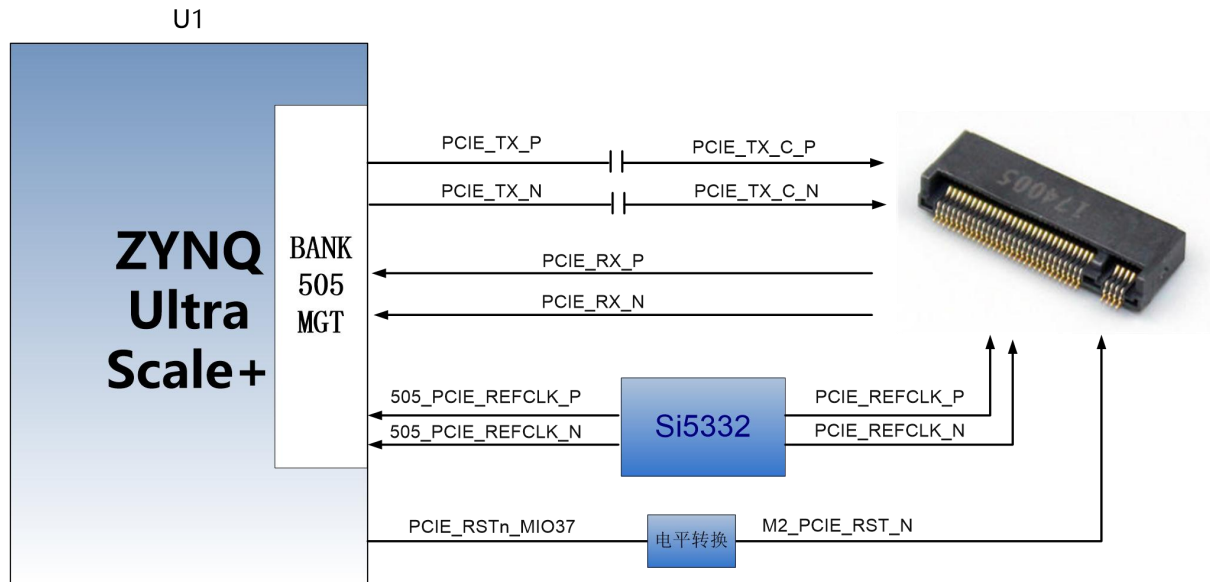 U1
ZYNQ
Ultra
Scale+
BANK
505
MGT
PCIE_TX_P
PCIE_TX_C_P
PCIE_TX_N
PCIE_TX_C_N
PCIE_RX_P
PCIE_RX_N
505_PCIE_REFCLK_P
505_PCIE_REFCLK_N
Si5332
PCIE_REFCLK_P
PCIE_REFCLK_N
PCIE_RSTn_MIO37
电平转换
M2_PCIE_RST_N
174005